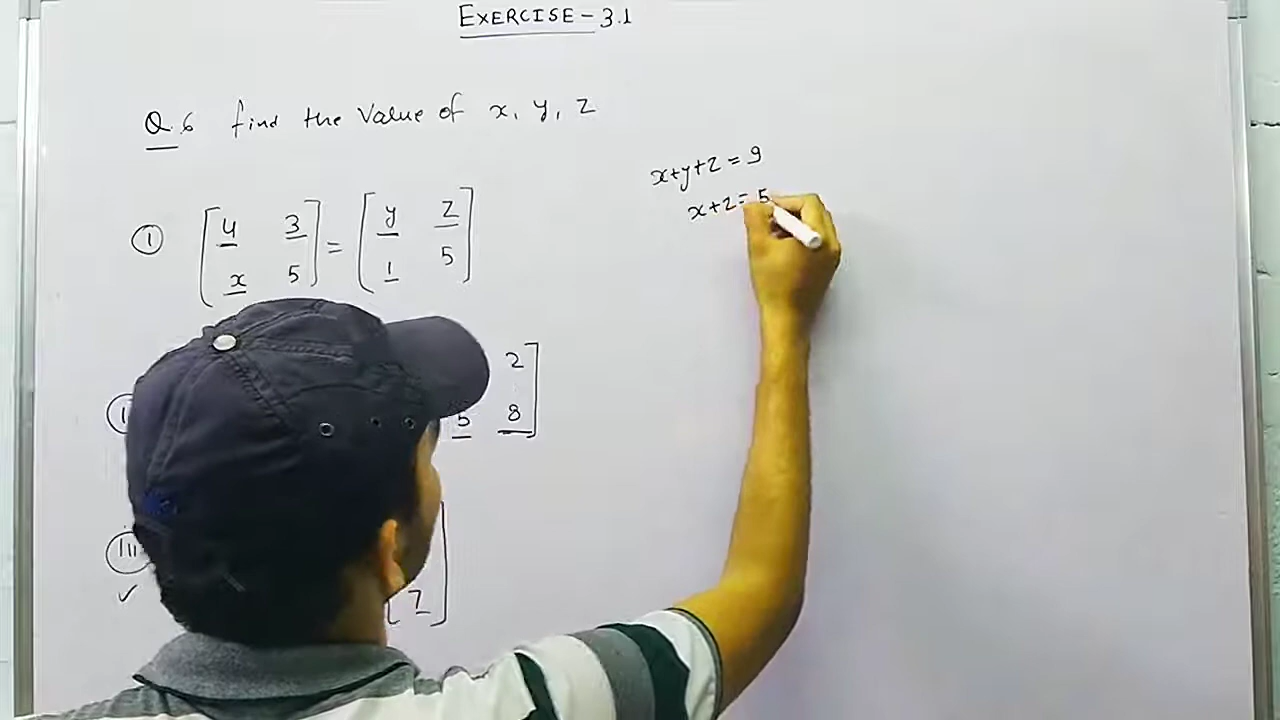 EXERCISE-3.1
Q.6 find the Value of x, y, z
x+y+z = 9
x+z = 5
① [4 3] = [y z]
[x 5] [1 5]
2
5 8
iii
✓ 7